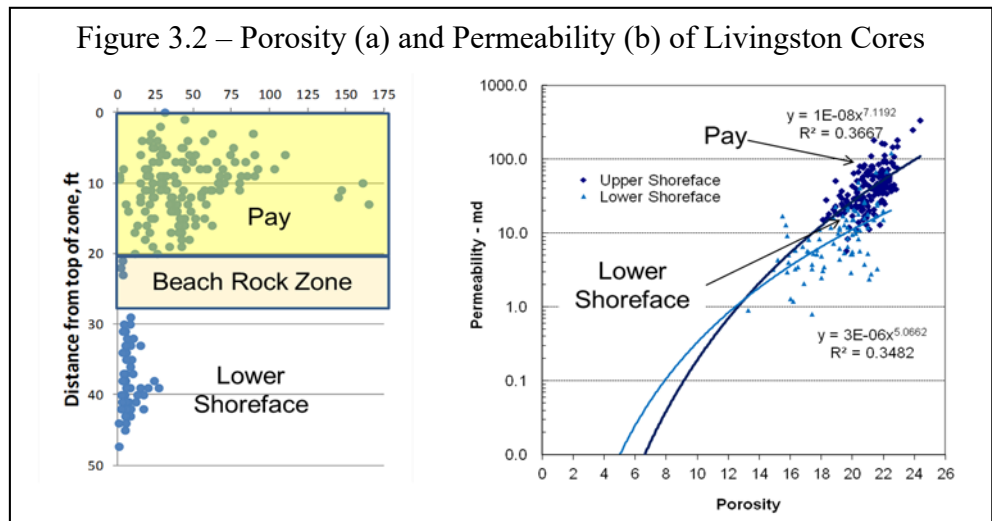 Figure 3.2 – Porosity (a) and Permeability (b) of Livingston Cores
0 25 50 75 100 125 150 175
Distance from top of zone, ft
0
10
20
30
40
50
Pay
Beach Rock Zone
Lower
Shoreface
Permeability - md
1000.0
100.0
10.0
1.0
0.1
0.0
y = 1E-08x^7.1192
R² = 0.3667
Pay
Upper Shoreface
Lower Shoreface
Lower
Shoreface
y = 3E-06x^5.0662
R² = 0.3482
0 2 4 6 8 10 12 14 16 18 20 22 24 26
Porosity